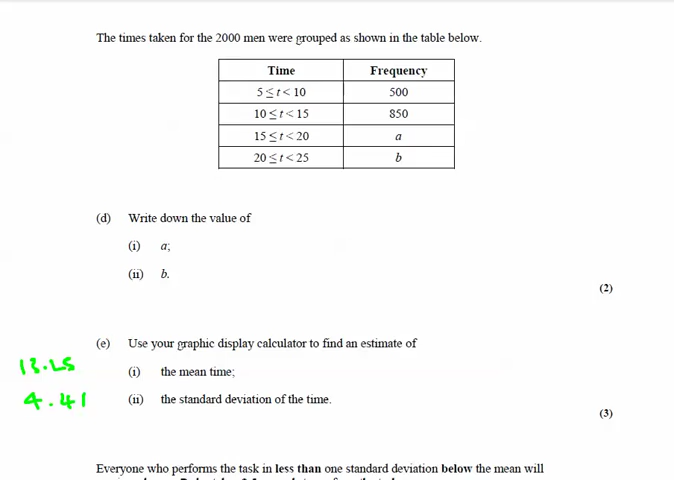 The times taken for the 2000 men were grouped as shown in the table below.
Time Frequency
5 ≤ t < 10 500
10 ≤ t < 15 850
15 ≤ t < 20 a
20 ≤ t < 25 b
(d) Write down the value of
(i) a;
(ii) b.
(2)
(e) Use your graphic display calculator to find an estimate of
13.25
(i) the mean time;
4.41
(ii) the standard deviation of the time.
(3)
Everyone who performs the task in less than one standard deviation below the mean will